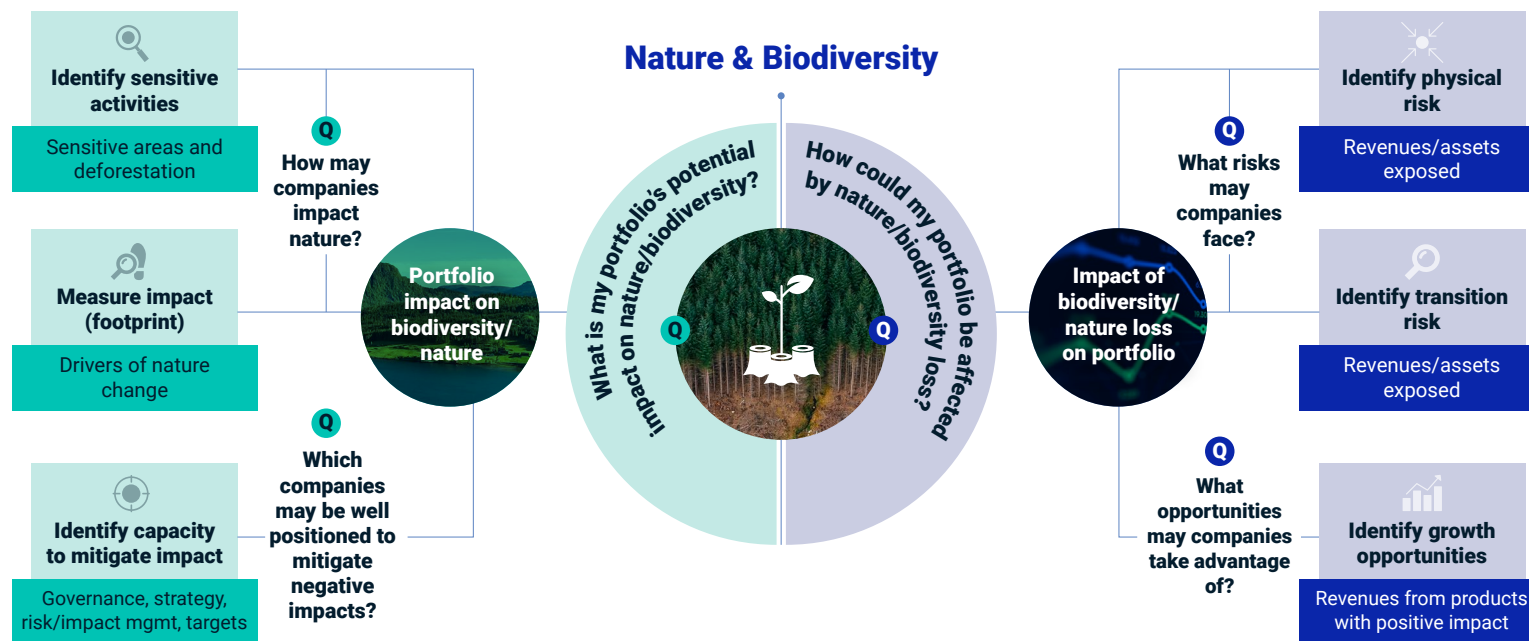 Nature & Biodiversity
Identify sensitive
activities
Sensitive areas and
deforestation
Q
How may
companies
impact
nature?
Measure impact
(footprint)
Drivers of nature
change
Portfolio
impact on
biodiversity/
nature
Q
Which
companies
may be well
positioned to
mitigate
negative
impacts?
Identify capacity
to mitigate impact
Governance, strategy,
risk/impact mgmt, targets
What is my portfolio's potential
impact on nature/biodiversity?
Q
How could my portfolio be affected
by nature/biodiversity loss?
Q
Impact of
biodiversity/
nature loss
on portfolio
Q
What risks
may
companies
face?
Identify physical
risk
Revenues/assets
exposed
Identify transition
risk
Revenues/assets
exposed
Q
What
opportunities
may companies
take advantage
of?
Identify growth
opportunities
Revenues from products
with positive impact